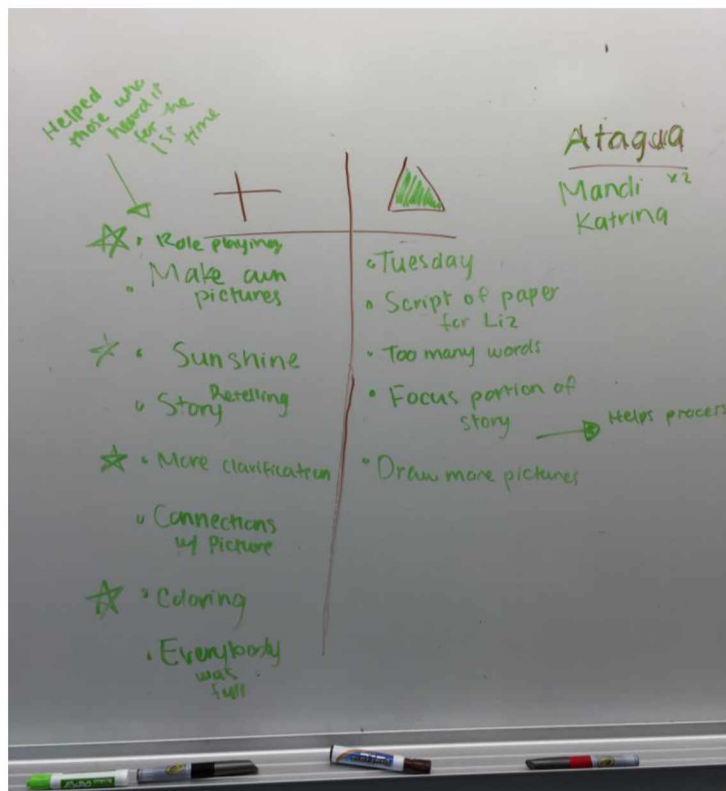 Helped
those who
heard it
for the
1st
time
+
• Role playing
• Make own
pictures
• Sunshine
• Story Retelling
• More clarification
• Connections
w/ Picture
• Coloring
• Everybody
was
full
• Tuesday
• Script of paper
for Liz
• Too many words
• Focus portion of
story
Helps process
• Draw more pictures
Mandi x2
Katrina